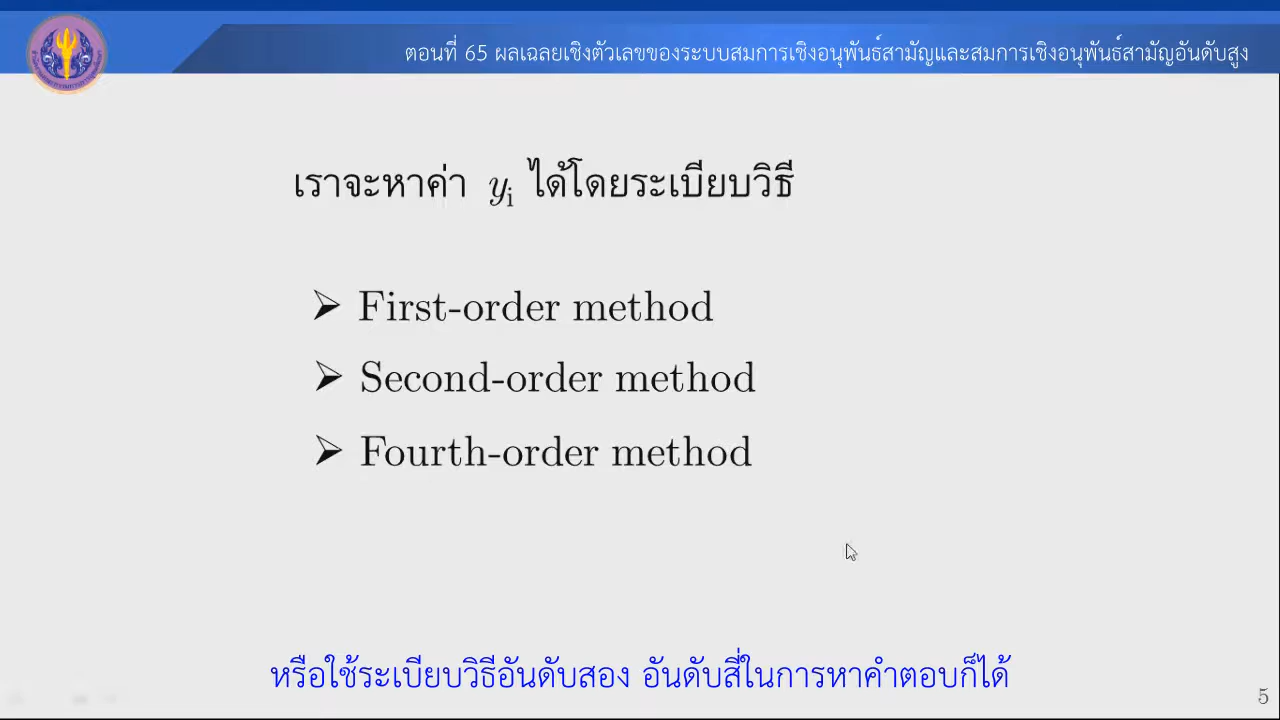 ตอนที่ 65 ผลเฉลยเชิงตัวเลขของระบบสมการเชิงอนุพันธ์สามัญและสมการเชิงอนุพันธ์สามัญอันดับสูง
เราจะหาค่า yi ได้โดยระเบียบวิธี
➢ First-order method
➢ Second-order method
➢ Fourth-order method
หรือใช้ระเบียบวิธีอันดับสอง อันดับสี่ในการหาคำตอบก็ได้
5